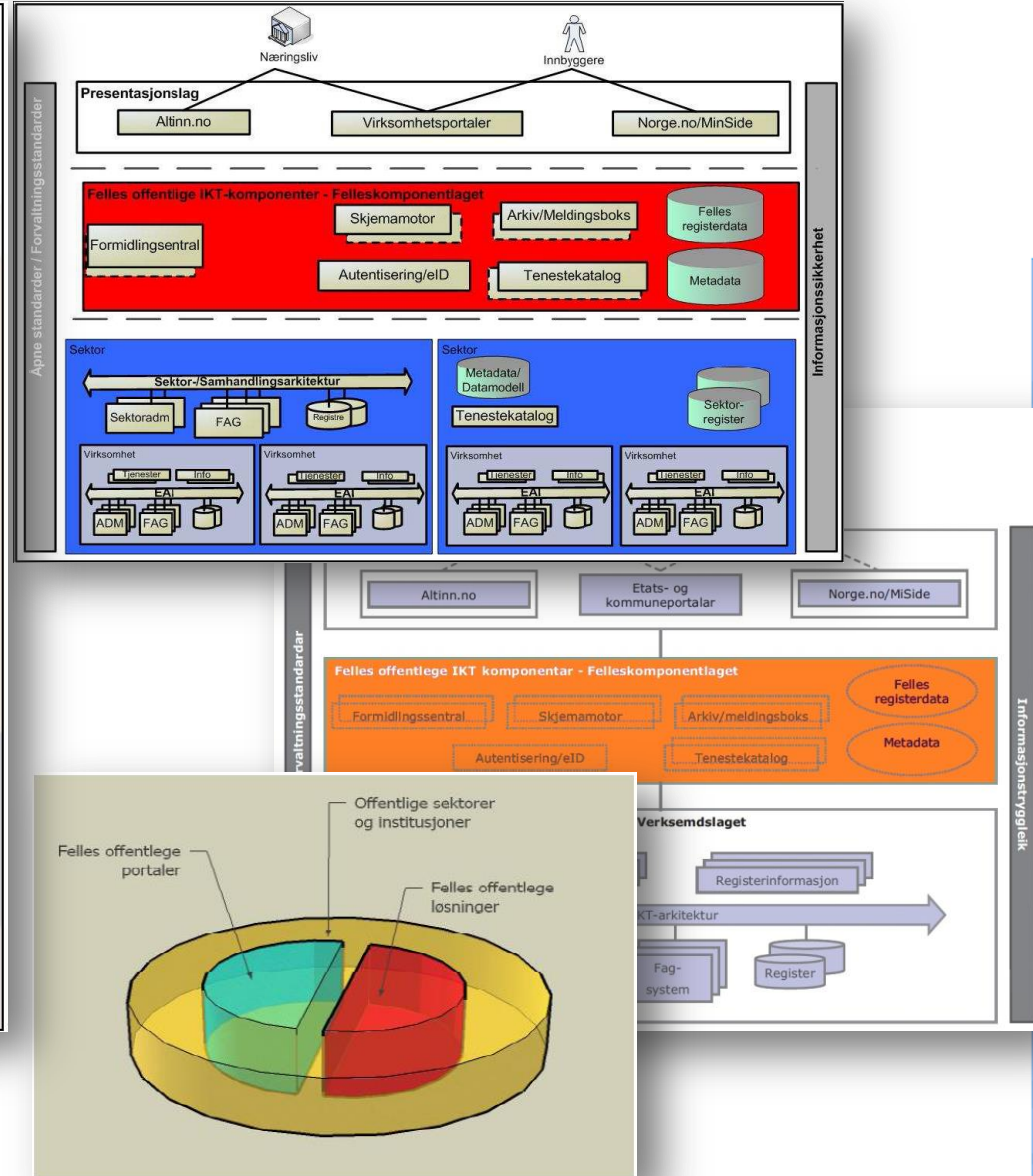 Næringsliv
Innbyggere
Presentasjonslag
Altinn.no
Virksomhetsportaler
Norge.no/MinSide
Åpne standarder / Forvaltningsstandarder
Informasjonssikkerhet
Felles offentlige IKT-komponenter - Felleskomponentlaget
Formidlingsentral
Skjemamotor
Arkiv/Meldingsboks
Felles
registerdata
Autentisering/eID
Tenestekatalog
Metadata
Sektor
Sektor-/Samhandlingsarkitektur
Sektoradm
FAG
Registre
Virksomhet
Tjenester
Info
EAI
ADM
FAG
Virksomhet
Tjenester
Info
EAI
ADM
FAG
Sektor
Metadata/
Datamodell
Tenestekatalog
Sektor-
register
Virksomhet
Tjenester
Info
EAI
ADM
FAG
Virksomhet
Tjenester
Info
EAI
ADM
FAG
Altinn.no
Etats- og
kommuneportalar
Norge.no/MiSide
rvaltningsstandardar
Informasjonstryggleik
Felles offentlege IKT komponentar - Felleskomponentlaget
Formidlingssentral
Skjemamotor
Arkiv/meldingsboks
Felles
registerdata
Autentisering/eID
Tenestekatalog
Metadata
Verksemdslaget
Registerinformasjon
KT-arkitektur
Fag-
system
Register
Offentlige sektorer
og institusjoner
Felles offentlege
portaler
Felles offentlege
løsninger